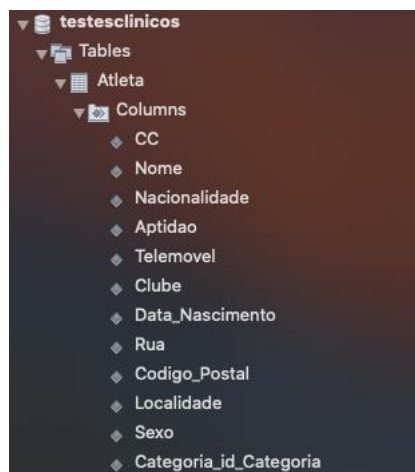 testesclinicos
Tables
Atleta
Columns
CC
Nome
Nacionalidade
Aptidao
Telemovel
Clube
Data_Nascimento
Rua
Codigo_Postal
Localidade
Sexo
Categoria_id_Categoria